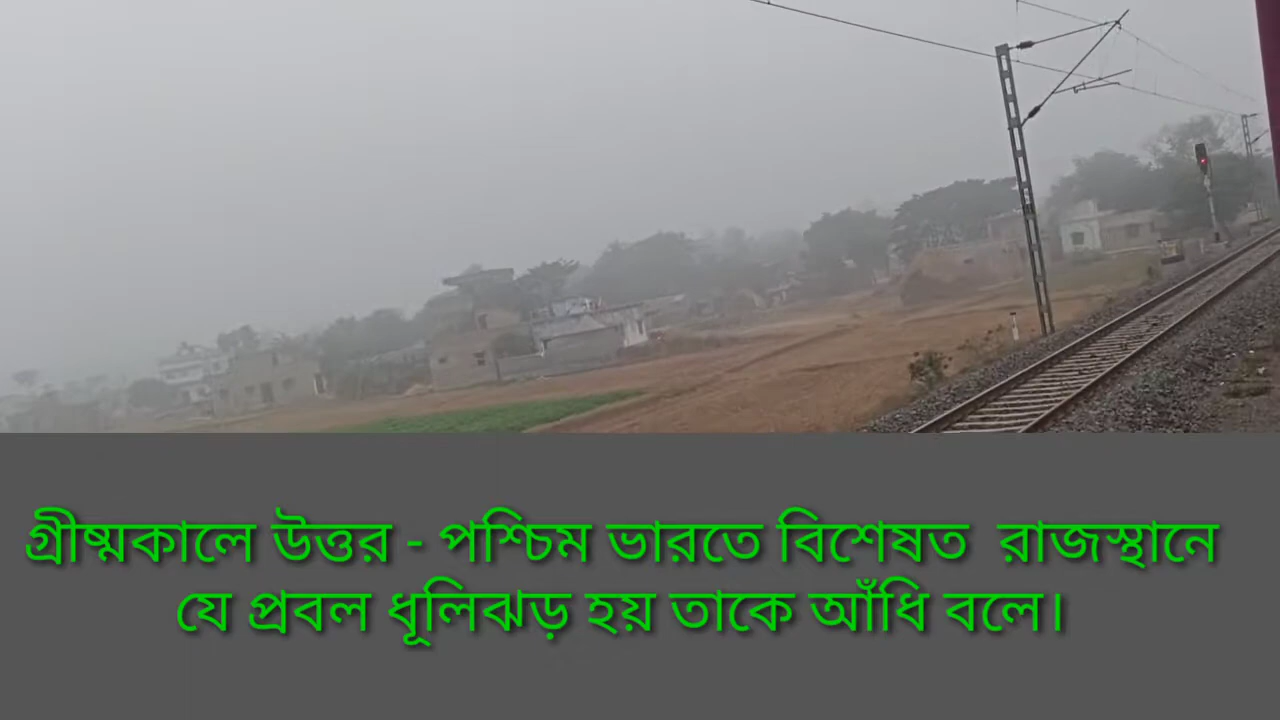 গ্রীষ্মকালে উত্তর - পশ্চিম ভারতে বিশেষত রাজস্থানে
যে প্রবল ধূলিঝড় হয় তাকে আঁধি বলে।